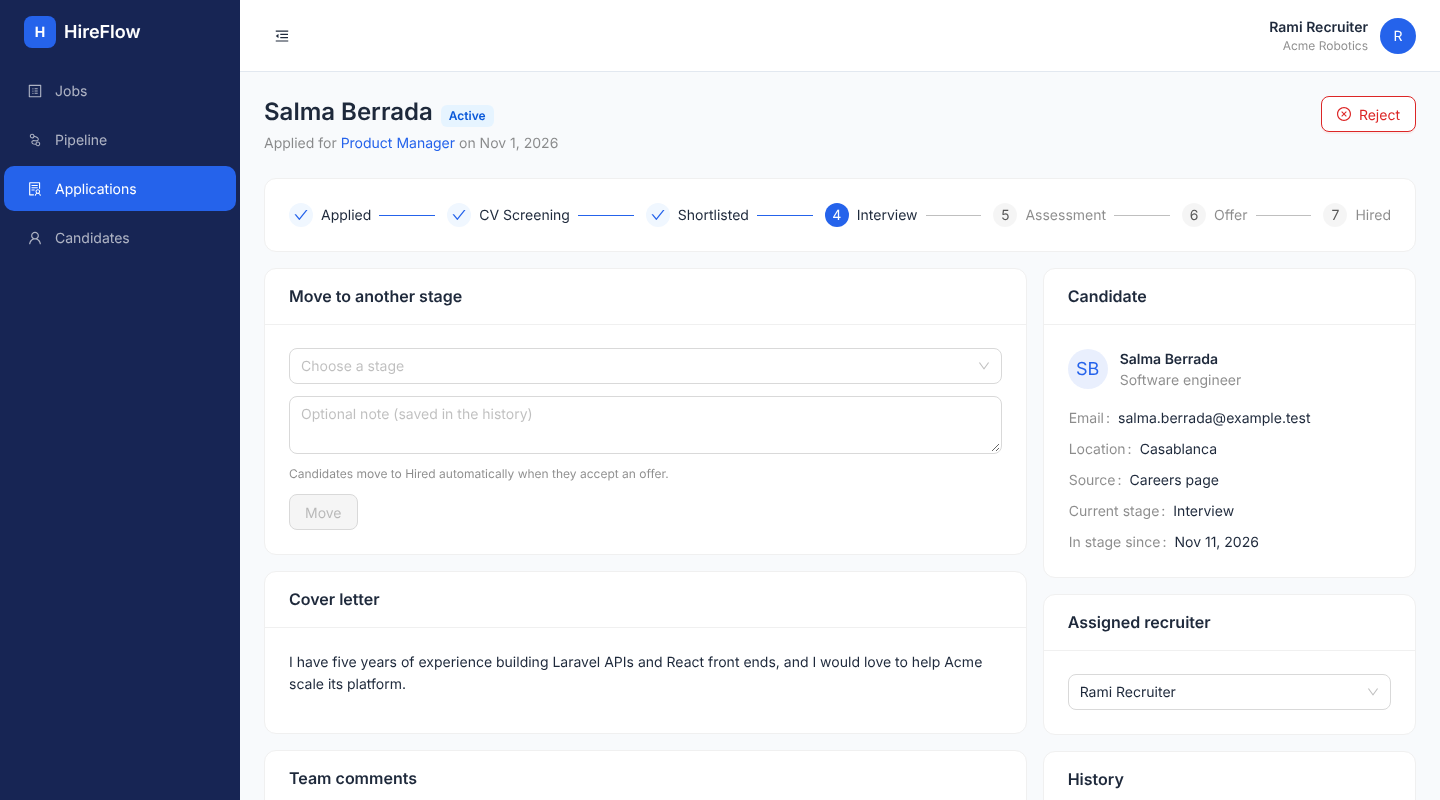 H HireFlow
Jobs
Pipeline
Applications
Candidates
Rami Recruiter
Acme Robotics
R
Salma Berrada Active
Applied for Product Manager on Nov 1, 2026
Reject
Applied CV Screening Shortlisted 4 Interview 5 Assessment 6 Offer 7 Hired
Move to another stage
Choose a stage
Optional note (saved in the history)
Candidates move to Hired automatically when they accept an offer.
Move
Cover letter
I have five years of experience building Laravel APIs and React front ends, and I would love to help Acme
scale its platform.
Team comments
Candidate
SB
Salma Berrada
Software engineer
Email: salma.berrada@example.test
Location: Casablanca
Source: Careers page
Current stage: Interview
In stage since: Nov 11, 2026
Assigned recruiter
Rami Recruiter
History